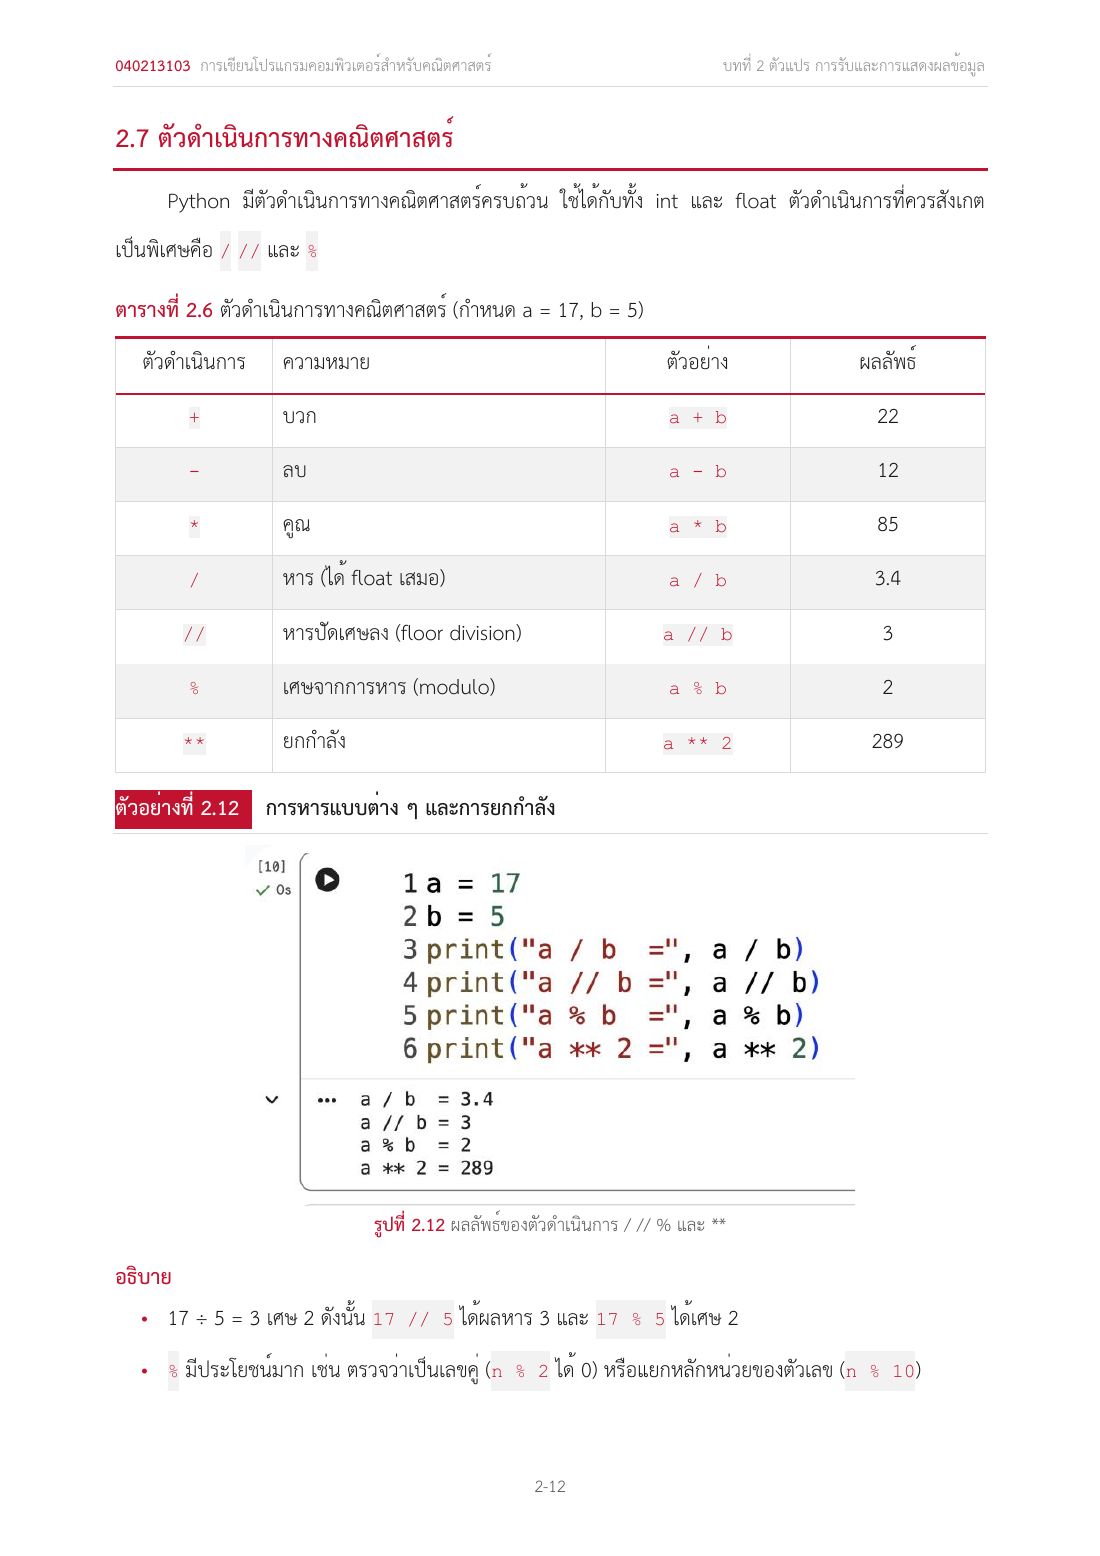 040213103 การเขียนโปรแกรมคอมพิวเตอร์สำหรับคณิตศาสตร์ บทที่ 2 ตัวแปร การรับและการแสดงผลข้อมูล
2.7 ตัวดำเนินการทางคณิตศาสตร์
Python มีตัวดำเนินการทางคณิตศาสตร์ครบถ้วน ใช้ได้กับทั้ง int และ float ตัวดำเนินการที่ควรสังเกต
เป็นพิเศษคือ / // และ %
ตารางที่ 2.6 ตัวดำเนินการทางคณิตศาสตร์ (กำหนด a = 17, b = 5)
ตัวดำเนินการ ความหมาย ตัวอย่าง ผลลัพธ์
+ บวก a + b 22
- ลบ a - b 12
* คูณ a * b 85
/ หาร (ได้ float เสมอ) a / b 3.4
// หารปัดเศษลง (floor division) a // b 3
% เศษจากการหาร (modulo) a % b 2
** ยกกำลัง a ** 2 289
ตัวอย่างที่ 2.12 การหารแบบต่าง ๆ และการยกกำลัง
[10] 1 a = 17
0s 2 b = 5
3 print("a / b  =", a / b)
4 print("a // b =", a // b)
5 print("a % b  =", a % b)
6 print("a ** 2 =", a ** 2)
... a / b  = 3.4
a // b = 3
a % b  = 2
a ** 2 = 289
รูปที่ 2.12 ผลลัพธ์ของตัวดำเนินการ / // % และ **
อธิบาย
• 17 ÷ 5 = 3 เศษ 2 ดังนั้น 17 // 5 ได้ผลหาร 3 และ 17 % 5 ได้เศษ 2
• % มีประโยชน์มาก เช่น ตรวจว่าเป็นเลขคู่ (n % 2 ได้ 0) หรือแยกหลักหน่วยของตัวเลข (n % 10)
2-12